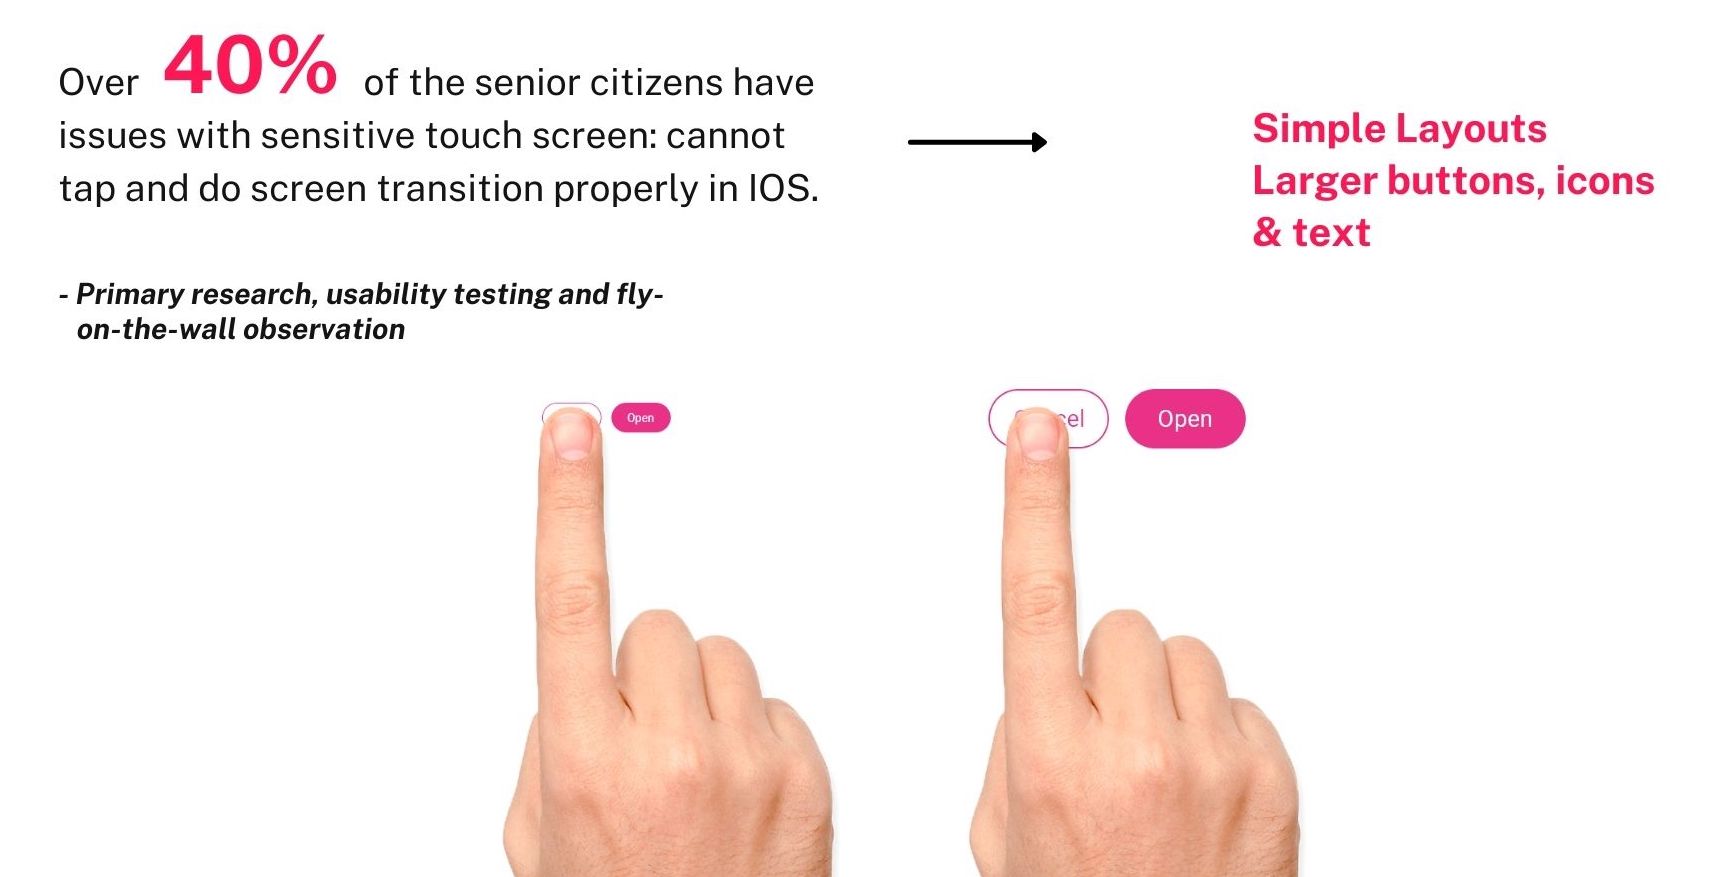 Over 40% of the senior citizens have
issues with sensitive touch screen: cannot
tap and do screen transition properly in IOS.
Simple Layouts
Larger buttons, icons
& text
- Primary research, usability testing and fly-
on-the-wall observation
Open
Open